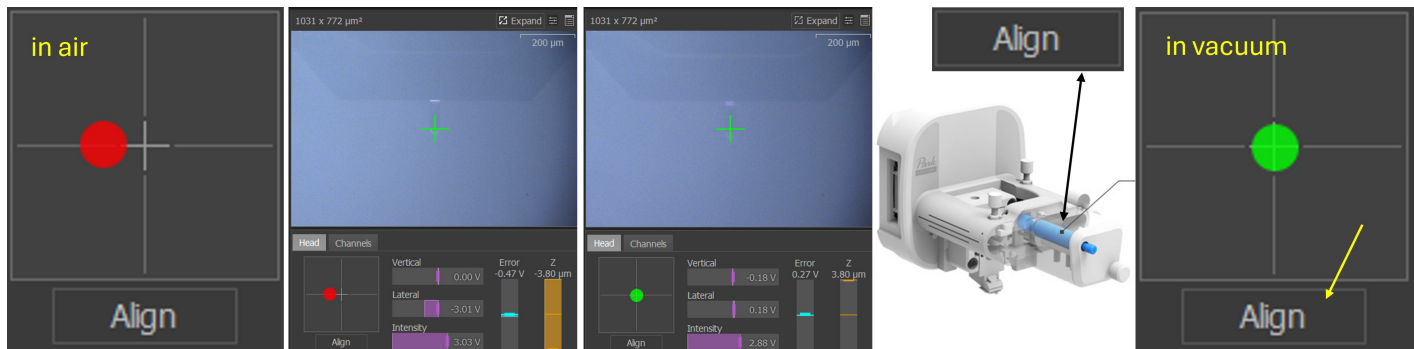 in air
Align
1031 x 772 µm²
Expand
200 µm
Head
Channels
Vertical
0.00 V
Lateral
-3.01 V
Intensity
3.03 V
Error
-0.47 V
Z
-3.80 µm
Align
1031 x 772 µm²
Expand
200 µm
Head
Channels
Vertical
-0.18 V
Lateral
0.18 V
Intensity
2.88 V
Error
0.27 V
Z
3.80 µm
Align
Align
Park
in vacuum
Align